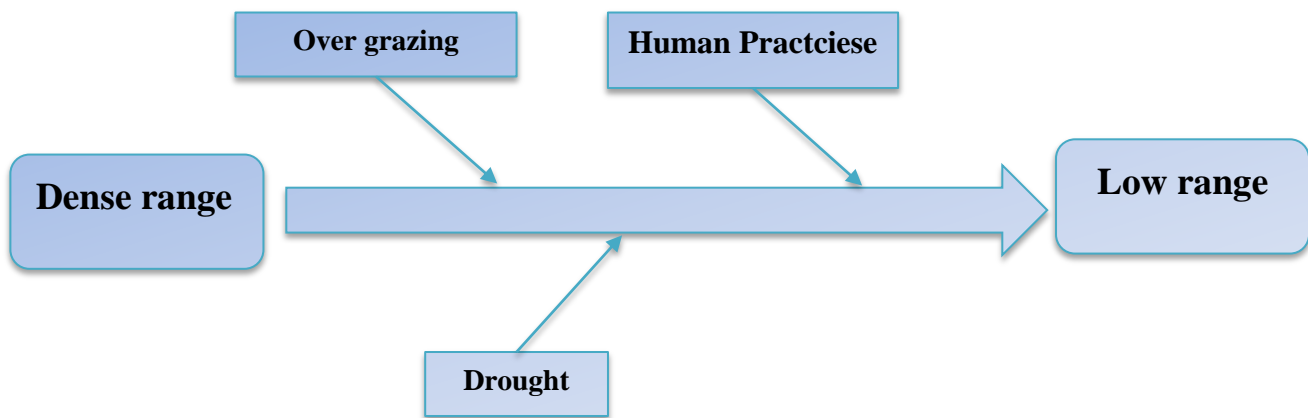 Over grazing
Human Practciese
Dense range
Low range
Drought